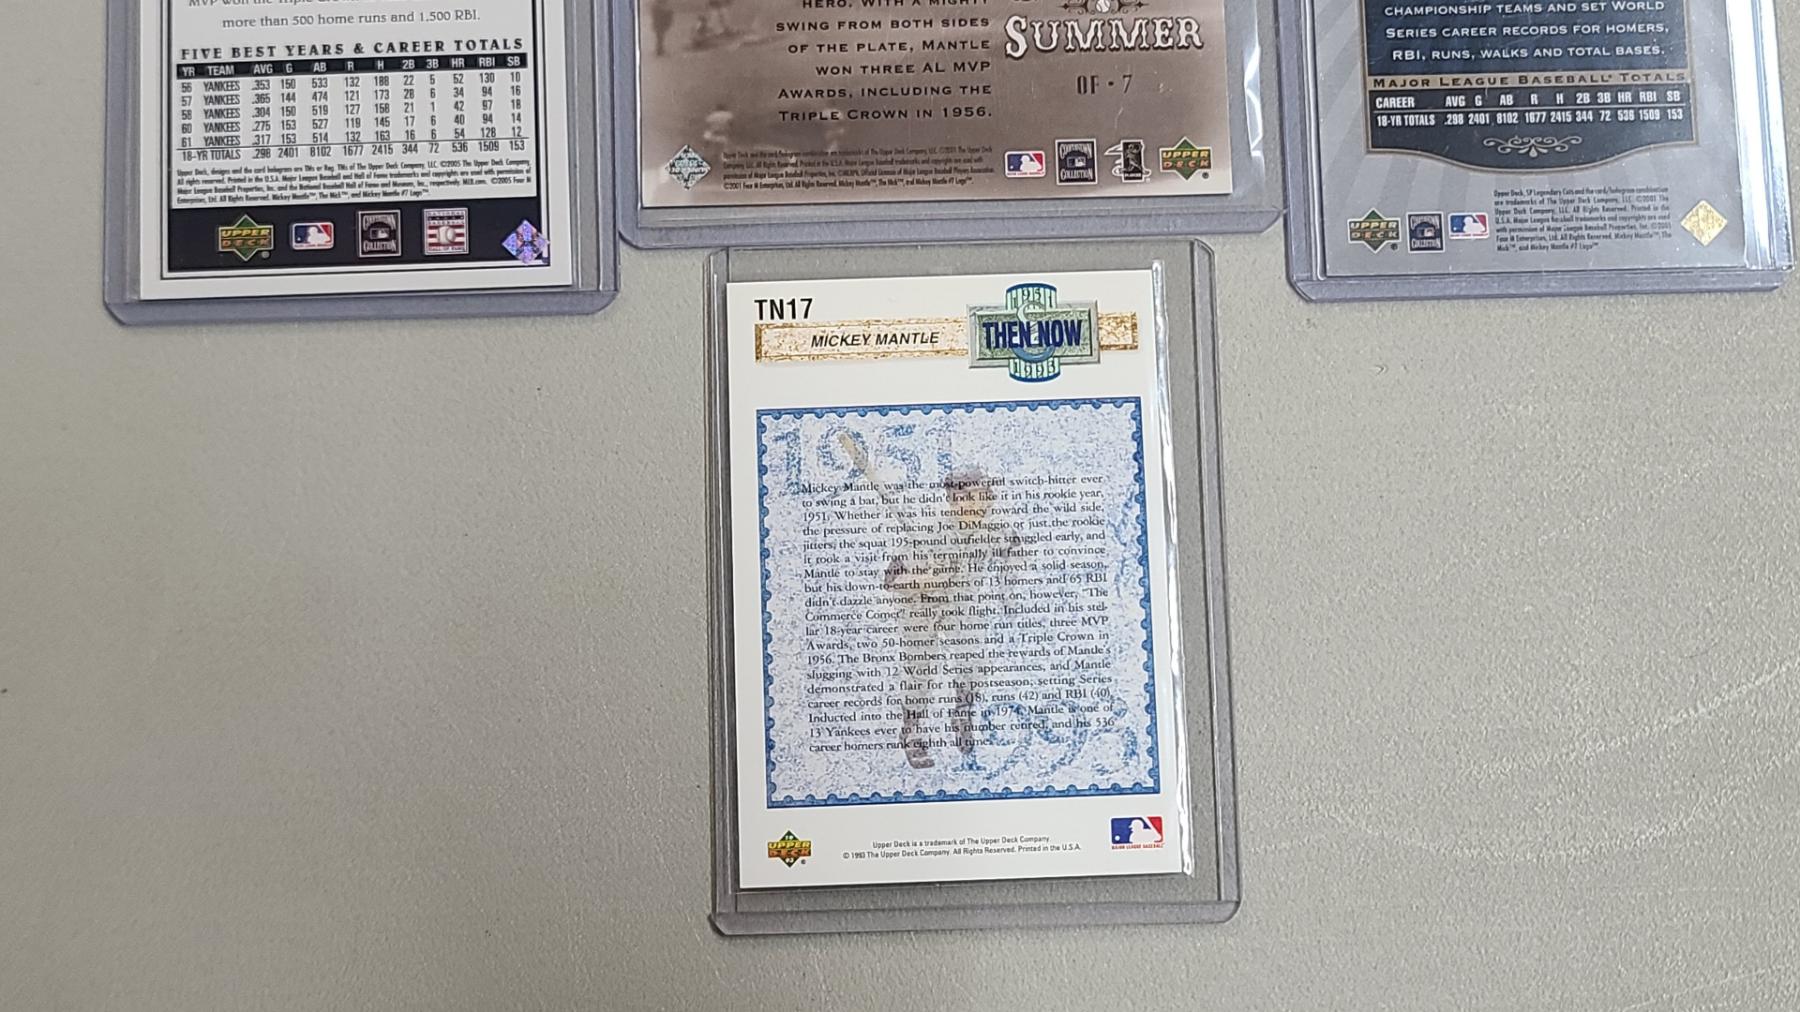 more than 500 home runs and 1,500 RBI.
FIVE BEST YEARS & CAREER TOTALS
YR TEAM AVG G AB R H 2B 3B HR RBI SB
56 YANKEES .353 150 533 132 188 22 5 52 130 10
57 YANKEES .365 144 474 121 173 28 6 34 94 16
58 YANKEES .304 150 519 127 158 21 1 42 97 18
60 YANKEES .275 153 527 119 145 17 6 40 94 14
61 YANKEES .317 153 514 132 163 16 6 54 128 12
18-YR TOTALS .298 2401 8102 1677 2415 344 72 536 1509 153
UPPER DECK
HERO. WITH A MIGHTY
SWING FROM BOTH SIDES
OF THE PLATE, MANTLE
WON THREE AL MVP
AWARDS, INCLUDING THE
TRIPLE CROWN IN 1956.
SUMMER
OF • 7
UPPER DECK
CHAMPIONSHIP TEAMS AND SET WORLD
SERIES CAREER RECORDS FOR HOMERS,
RBI, RUNS, WALKS AND TOTAL BASES.
MAJOR LEAGUE BASEBALL TOTALS
CAREER AVG G AB R H 2B 3B HR RBI SB
18-YR TOTALS .298 2401 8102 1677 2415 344 72 536 1509 153
UPPER DECK
TN17
MICKEY MANTLE
1951
THEN & NOW
1993
1951
Mickey Mantle was the most-powerful switch-hitter ever
to swing a bat, but he didn't look like it in his rookie year,
1951. Whether it was his tendency toward the wild side,
the pressure of replacing Joe DiMaggio or just the rookie
jitters, the squat 195-pound outfielder struggled early, and
it took a visit from his terminally ill father to convince
Mantle to stay with the game. He enjoyed a solid season,
but his down-to-earth numbers of 13 homers and 65 RBI
didn't dazzle anyone. From that point on, however, "The
Commerce Comet" really took flight. Included in his stel-
lar 18-year career were four home run titles, three MVP
Awards, two 50-homer seasons and a Triple Crown in
1956. The Bronx Bombers reaped the rewards of Mantle's
slugging with 12 World Series appearances, and Mantle
demonstrated a flair for the postseason, setting Series
career records for home runs (18), runs (42) and RBI (40).
Inducted into the Hall of Fame in 1974, Mantle is one of
13 Yankees ever to have his number retired, and his 536
career homers rank eighth all time.
1993
UPPER DECK
Upper Deck is a trademark of The Upper Deck Company.
© 1993 The Upper Deck Company. All Rights Reserved. Printed in the U.S.A.
MAJOR LEAGUE BASEBALL